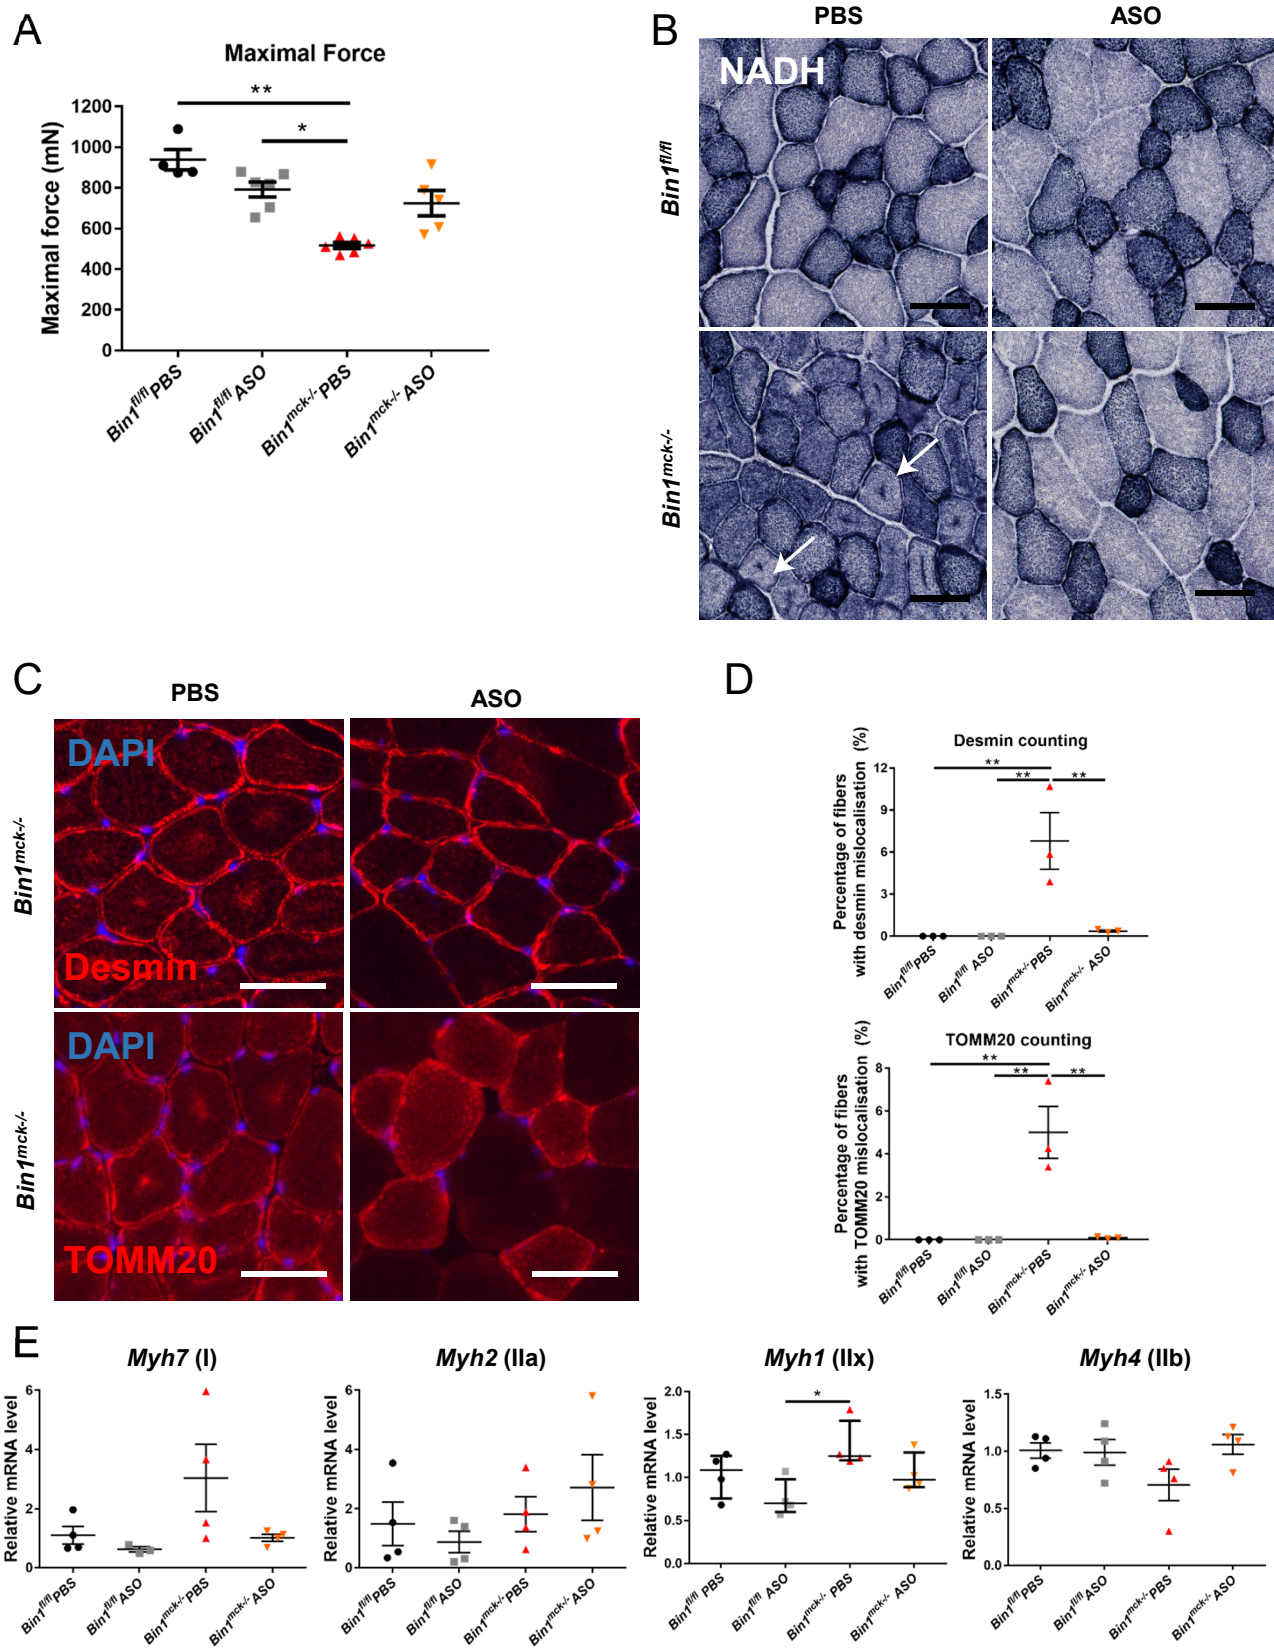 A
Maximal Force
**
*
Maximal force (mN)
1200
1000
800
600
400
200
0
Bin1fl/fl PBS
Bin1fl/fl ASO
Bin1mck-/- PBS
Bin1mck-/- ASO
B
PBS
ASO
NADH
Bin1fl/fl
Bin1mck-/-
C
PBS
ASO
Bin1mck-/-
DAPI
Desmin
Bin1mck-/-
DAPI
TOMM20
D
Desmin counting
**
** **
Percentage of fibers
with desmin mislocalisation (%)
12
9
6
3
0
Bin1fl/fl PBS
Bin1fl/fl ASO
Bin1mck-/- PBS
Bin1mck-/- ASO
TOMM20 counting
**
** **
Percentage of fibers
with TOMM20 mislocalisation (%)
8
6
4
2
0
Bin1fl/fl PBS
Bin1fl/fl ASO
Bin1mck-/- PBS
Bin1mck-/- ASO
E
Myh7 (I)
Relative mRNA level
6
4
2
0
Bin1fl/fl PBS
Bin1fl/fl ASO
Bin1mck-/- PBS
Bin1mck-/- ASO
Myh2 (IIa)
Relative mRNA level
6
4
2
0
Bin1fl/fl PBS
Bin1fl/fl ASO
Bin1mck-/- PBS
Bin1mck-/- ASO
Myh1 (IIx)
*
Relative mRNA level
2.0
1.5
1.0
0.5
0.0
Bin1fl/fl PBS
Bin1fl/fl ASO
Bin1mck-/- PBS
Bin1mck-/- ASO
Myh4 (IIb)
Relative mRNA level
1.5
1.0
0.5
0.0
Bin1fl/fl PBS
Bin1fl/fl ASO
Bin1mck-/- PBS
Bin1mck-/- ASO